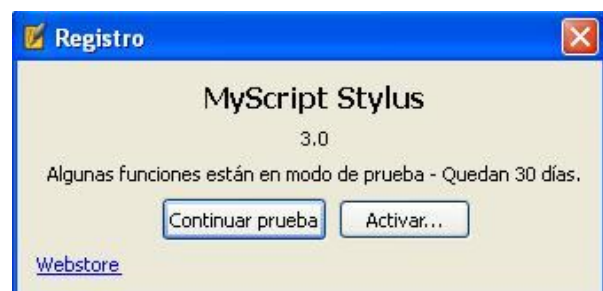 Registro
MyScript Stylus
3.0
Algunas funciones están en modo de prueba - Quedan 30 días.
Continuar prueba Activar...
Webstore